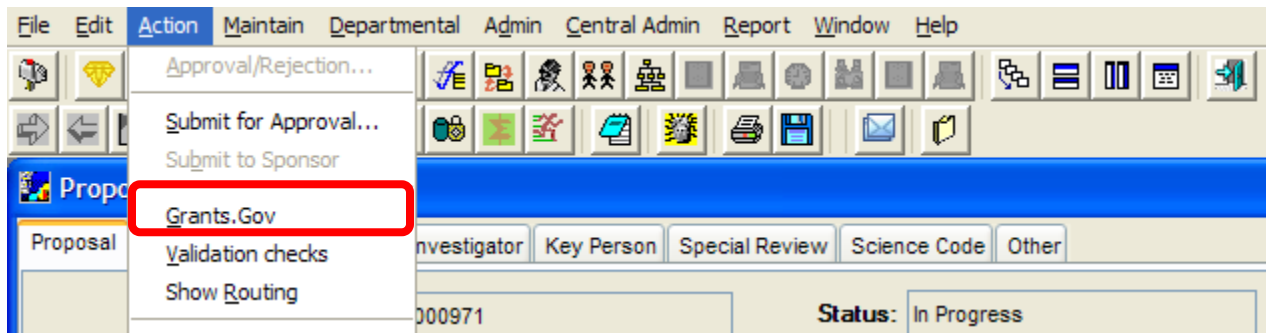 File Edit Action Maintain Departmental Admin Central Admin Report Window Help
Approval/Rejection...
Submit for Approval...
Submit to Sponsor
Propo
Grants.Gov
Proposal nvestigator Key Person Special Review Science Code Other
Validation checks
Show Routing
000971 Status: In Progress